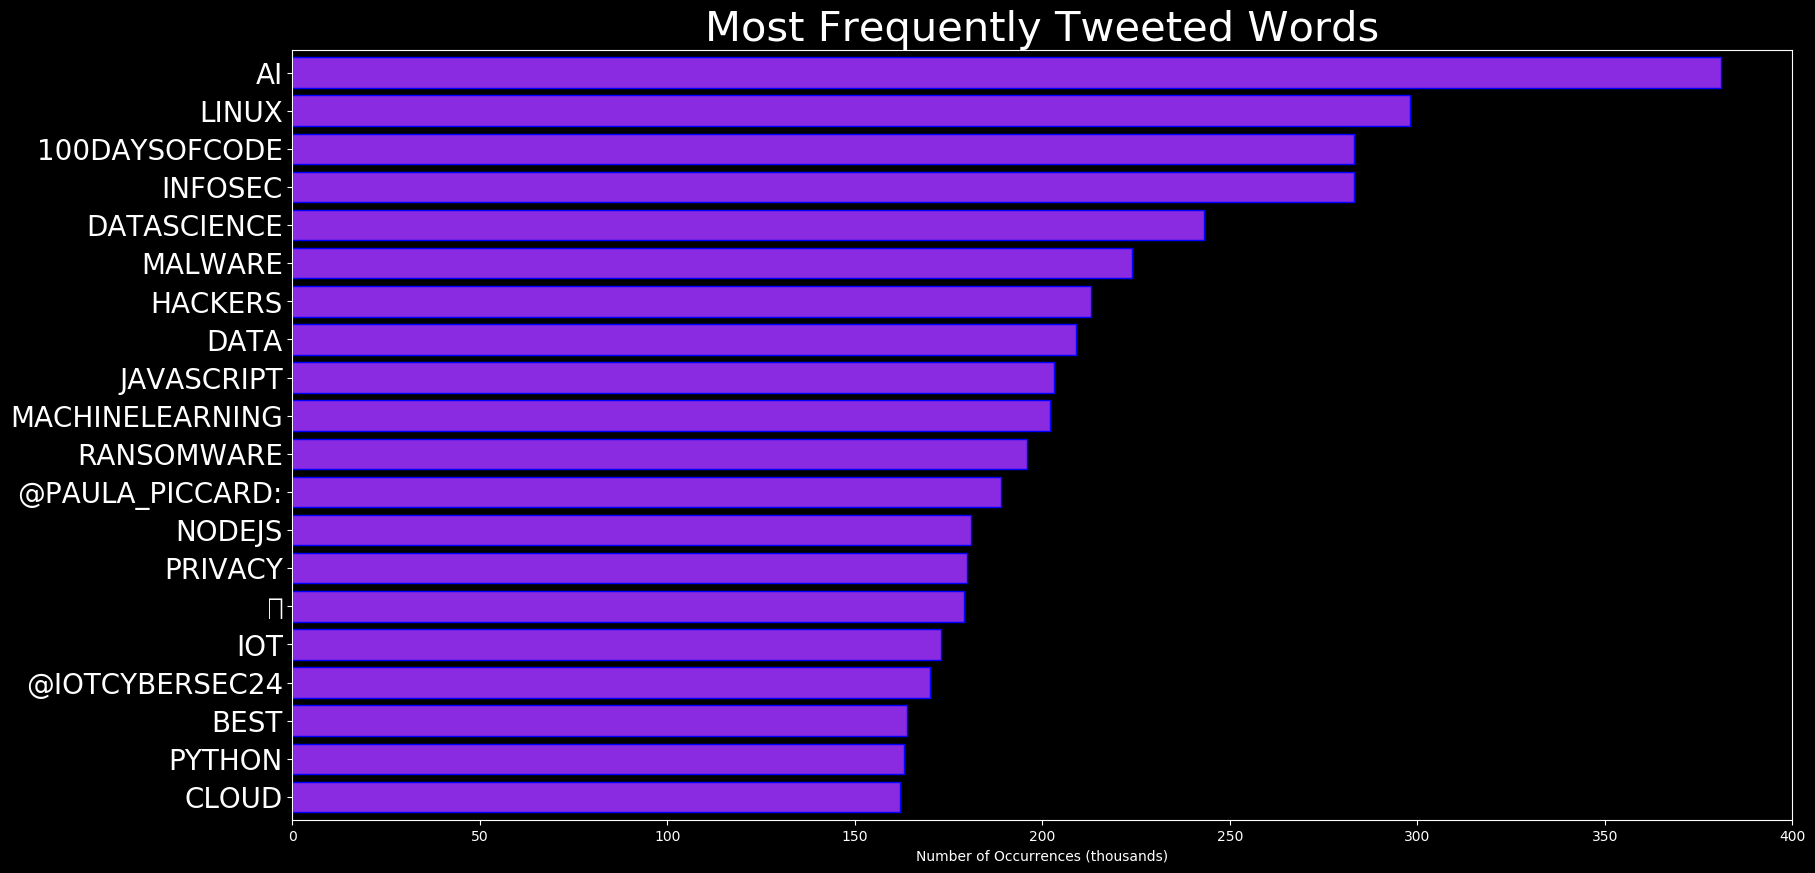 Most Frequently Tweeted Words
AI
LINUX
100DAYSOFCODE
INFOSEC
DATASCIENCE
MALWARE
HACKERS
DATA
JAVASCRIPT
MACHINELEARNING
RANSOMWARE
@PAULA_PICCARD:
NODEJS
PRIVACY
IOT
@IOTCYBERSEC24
BEST
PYTHON
CLOUD
0 50 100 150 200 250 300 350 400
Number of Occurrences (thousands)